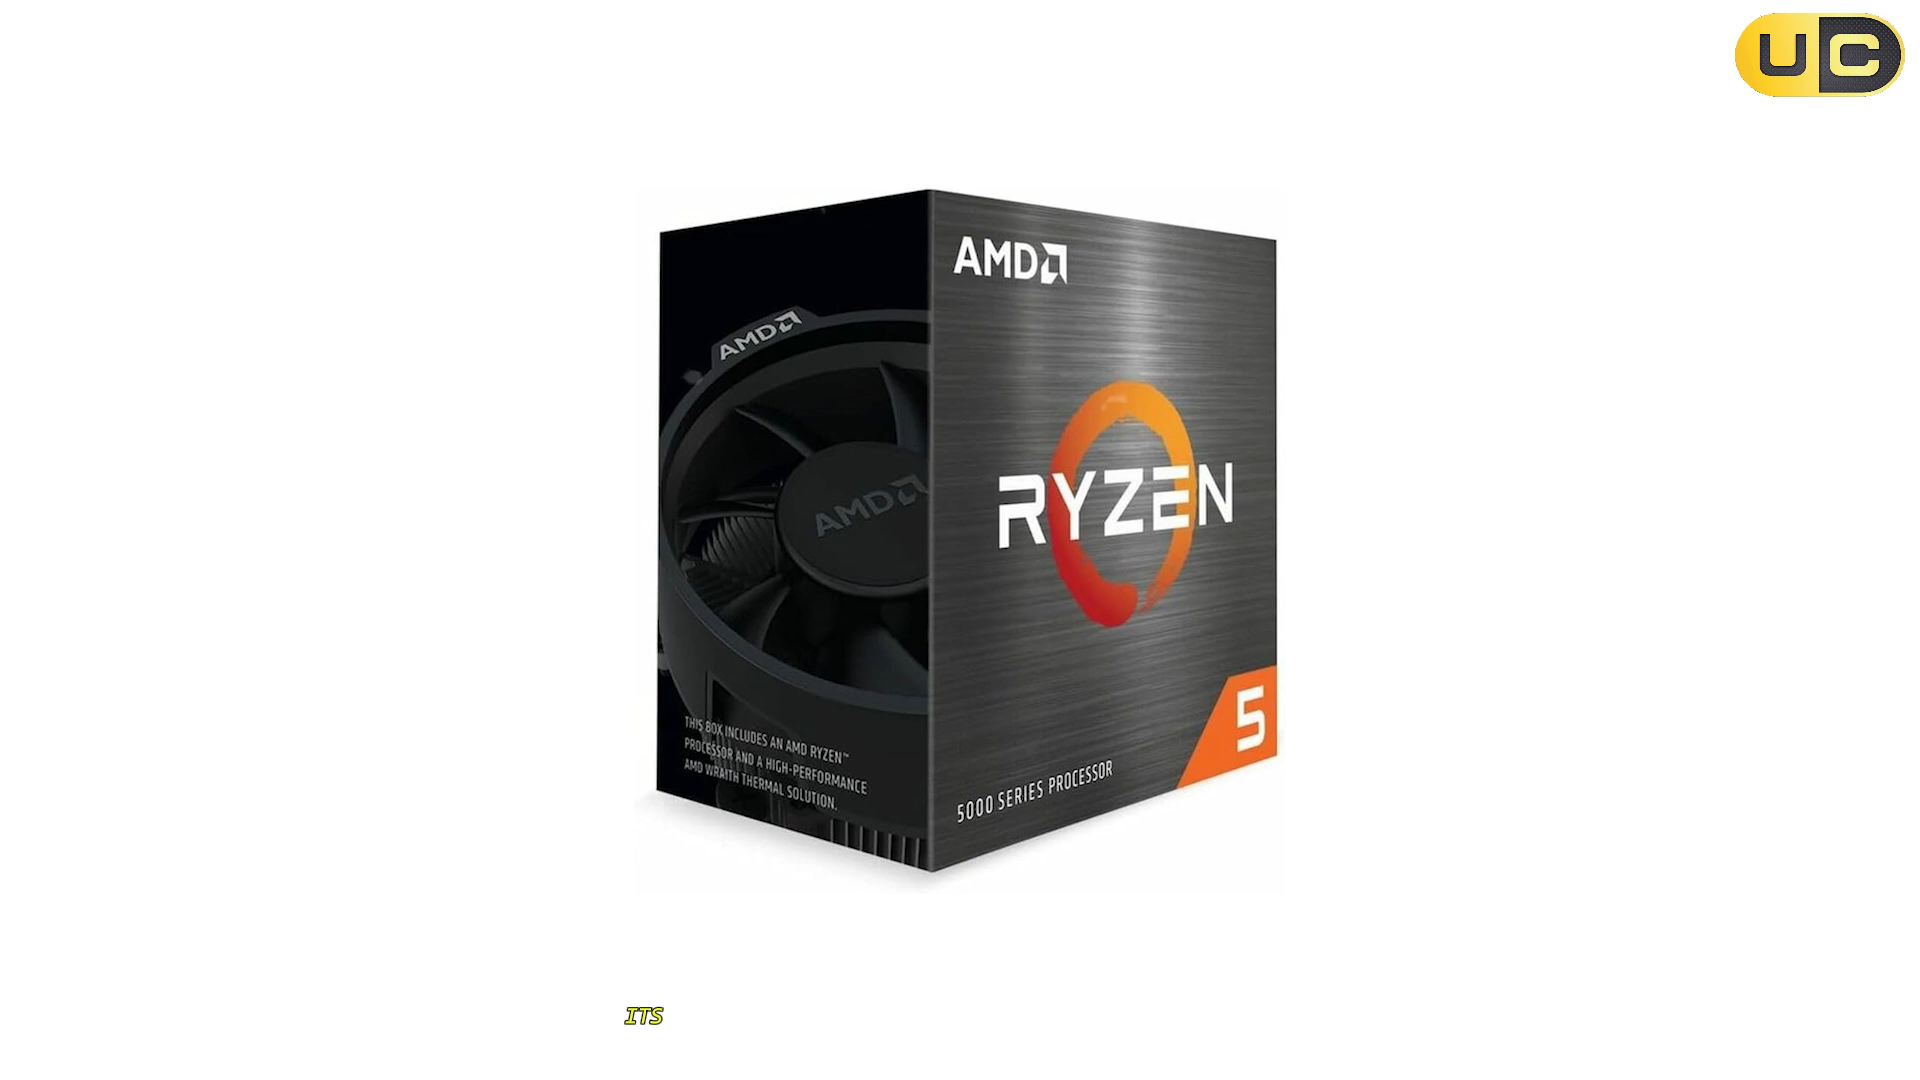 UC
AMD
AMD
AMD
RYZEN
5
THIS BOX INCLUDES AN AMD RYZEN™
PROCESSOR AND A HIGH-PERFORMANCE
AMD WRAITH THERMAL SOLUTION.
5000 SERIES PROCESSOR
ITS